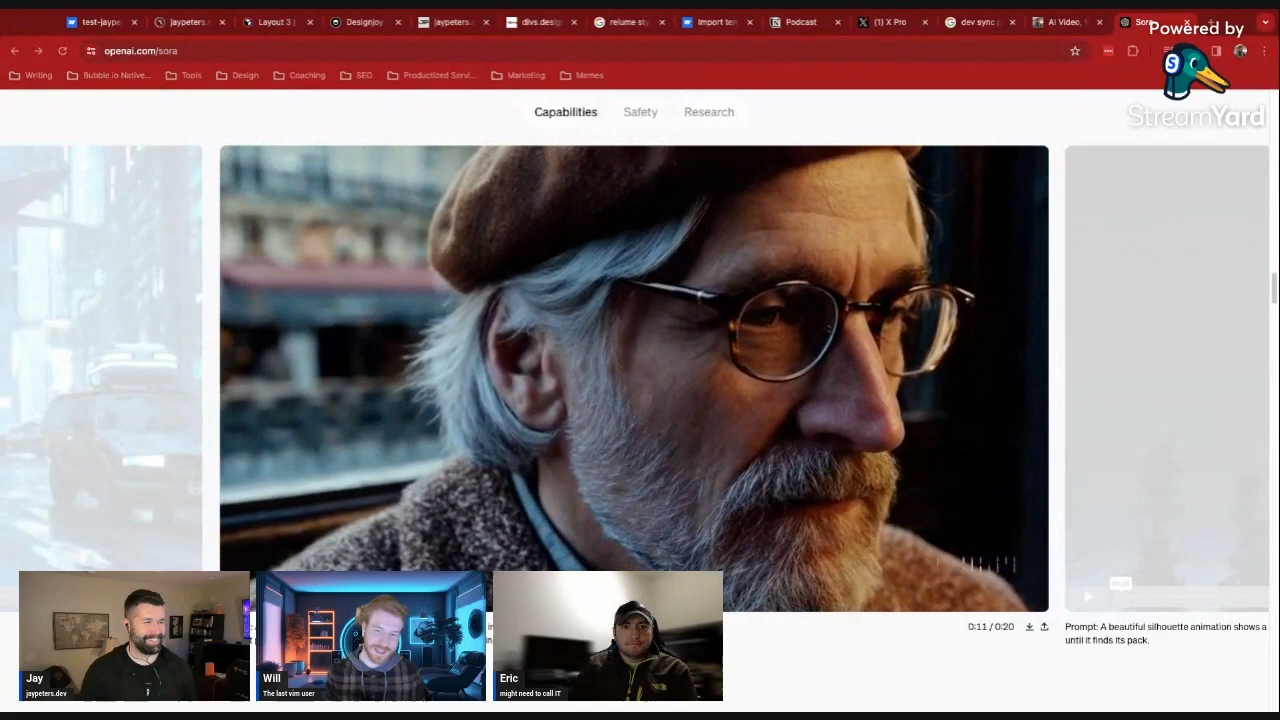 test-jaype
jaypeters.
Layout 3 |
Designjoy
jaypeters.
divs.desig
relume sty
Import ten
Podcast
(1) X Pro
dev sync p
AI Video, V
Sora
Powered by
openai.com/sora
Writing
Bubble.io Native...
Tools
Design
Coaching
SEO
Productized Servi...
Marketing
Memes
S
StreamYard
Capabilities
Safety
Research
0:11 / 0:20
Prompt: A beautiful silhouette animation shows a
until it finds its pack.
Jay
jaypeters.dev
Will
The last vim user
Eric
might need to call IT